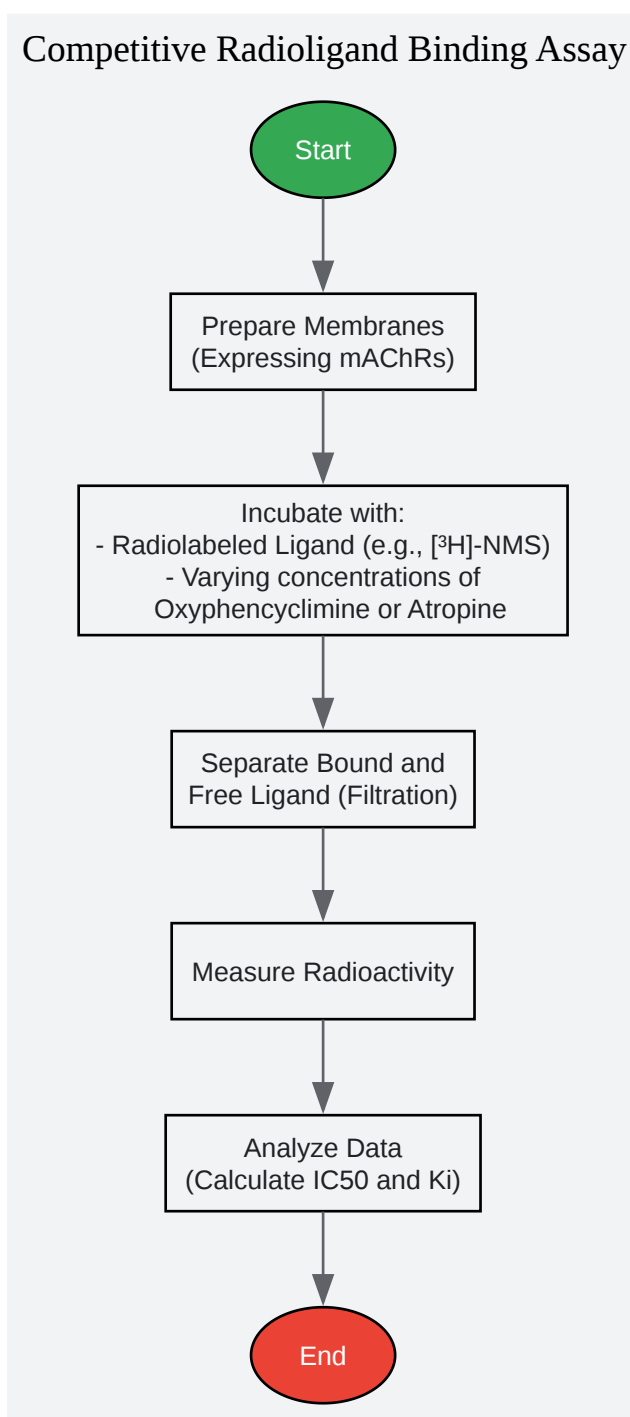 Competitive Radioligand Binding Assay
Start
Prepare Membranes
(Expressing mAChRs)
Incubate with:
- Radiolabeled Ligand (e.g., [³H]-NMS)
- Varying concentrations of
Oxyphencyclimine or Atropine
Separate Bound and
Free Ligand (Filtration)
Measure Radioactivity
Analyze Data
(Calculate IC50 and Ki)
End